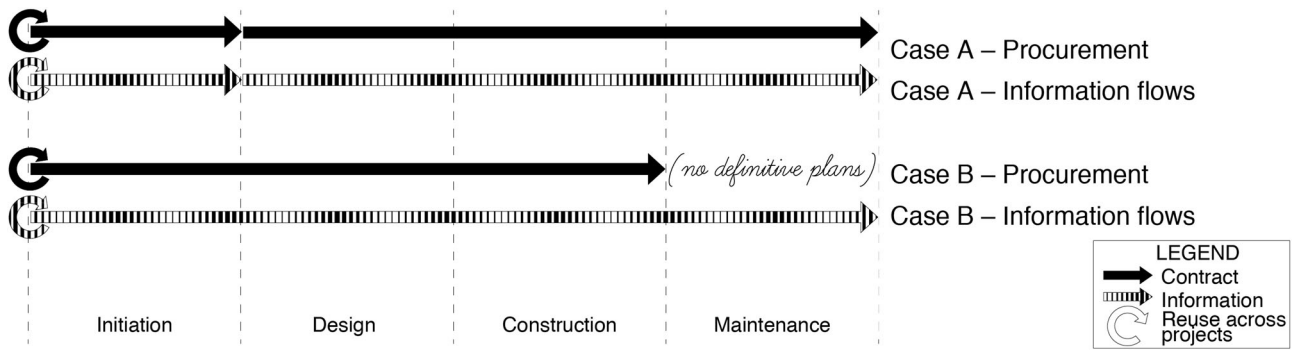 Case A – Procurement
Case A – Information flows
(no definitive plans)
Case B – Procurement
Case B – Information flows
LEGEND
Contract
Information
Reuse across
projects
Initiation
Design
Construction
Maintenance